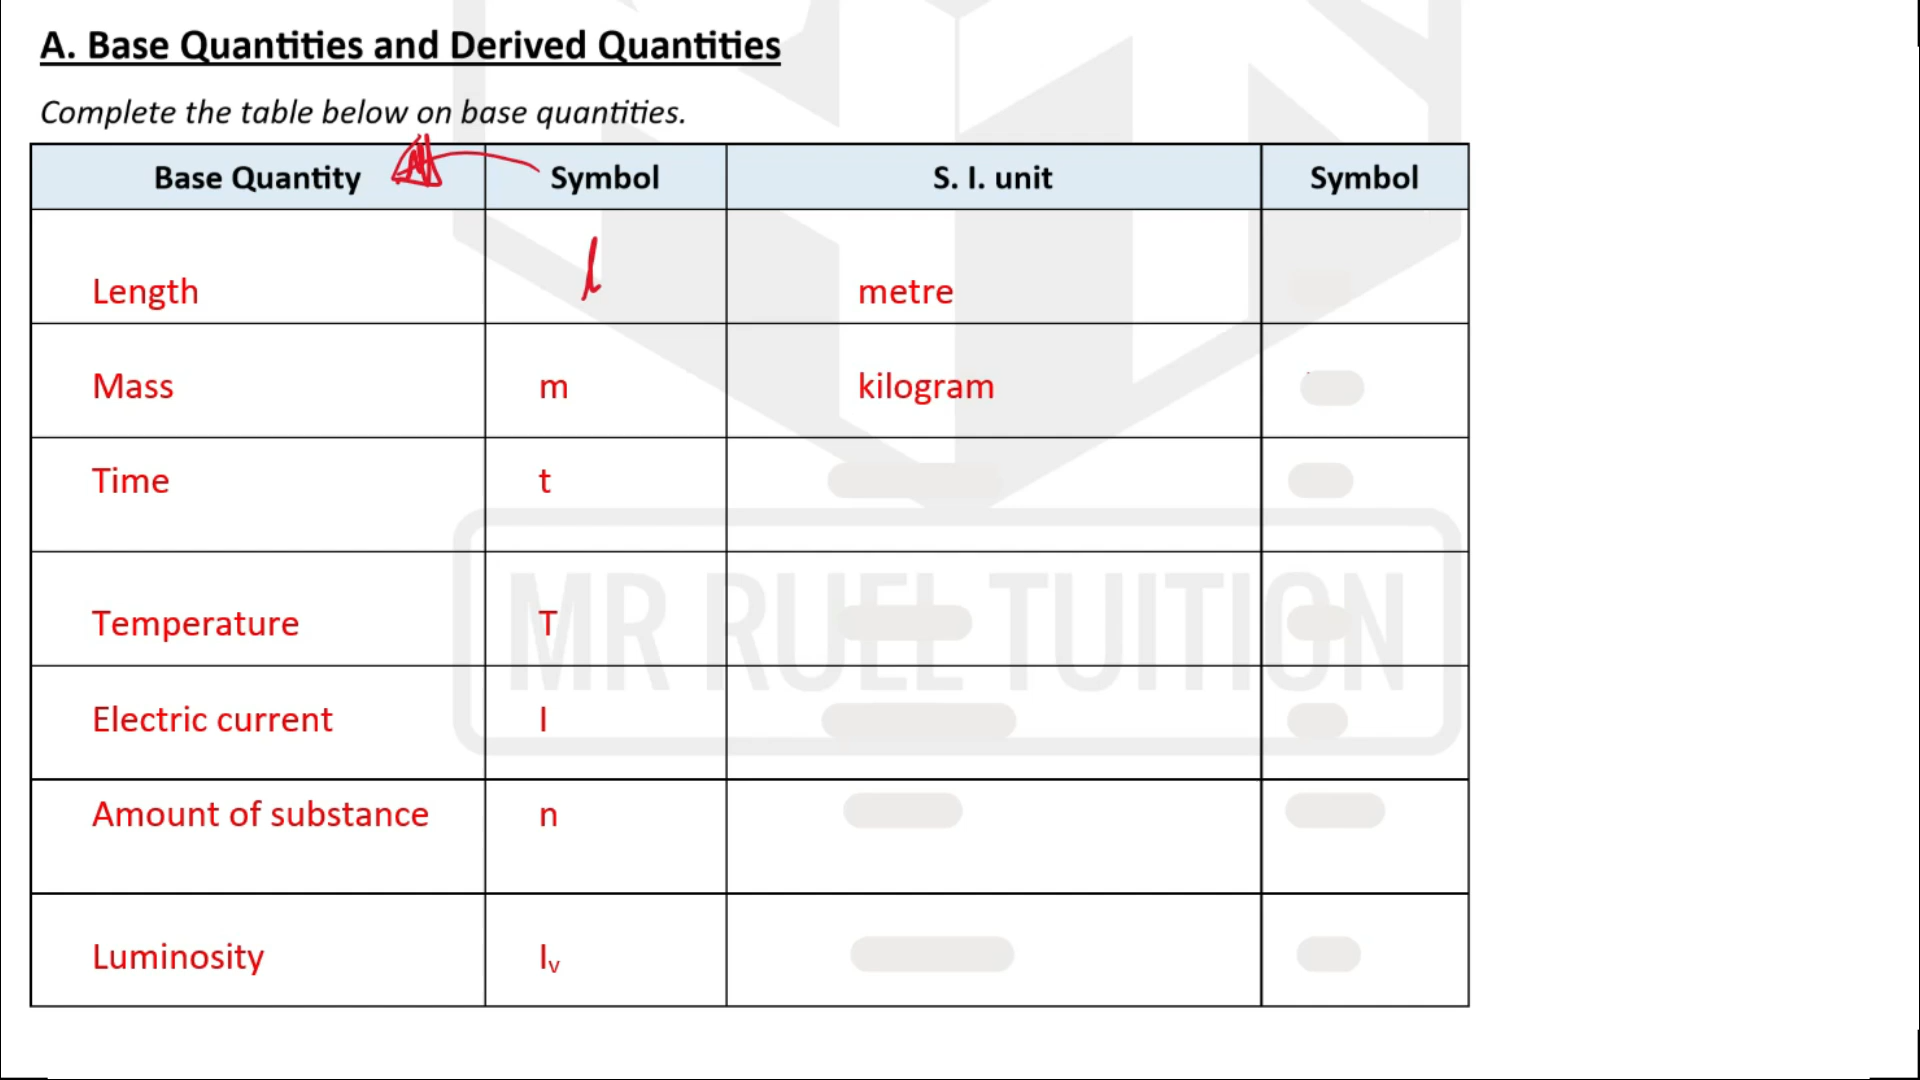 A. Base Quantities and Derived Quantities
Complete the table below on base quantities.
Base Quantity Symbol S. I. unit Symbol
Length l metre
Mass m kilogram
Time t
MR RUEL TUITION
Temperature T
Electric current I
Amount of substance n
Luminosity Iᵥ